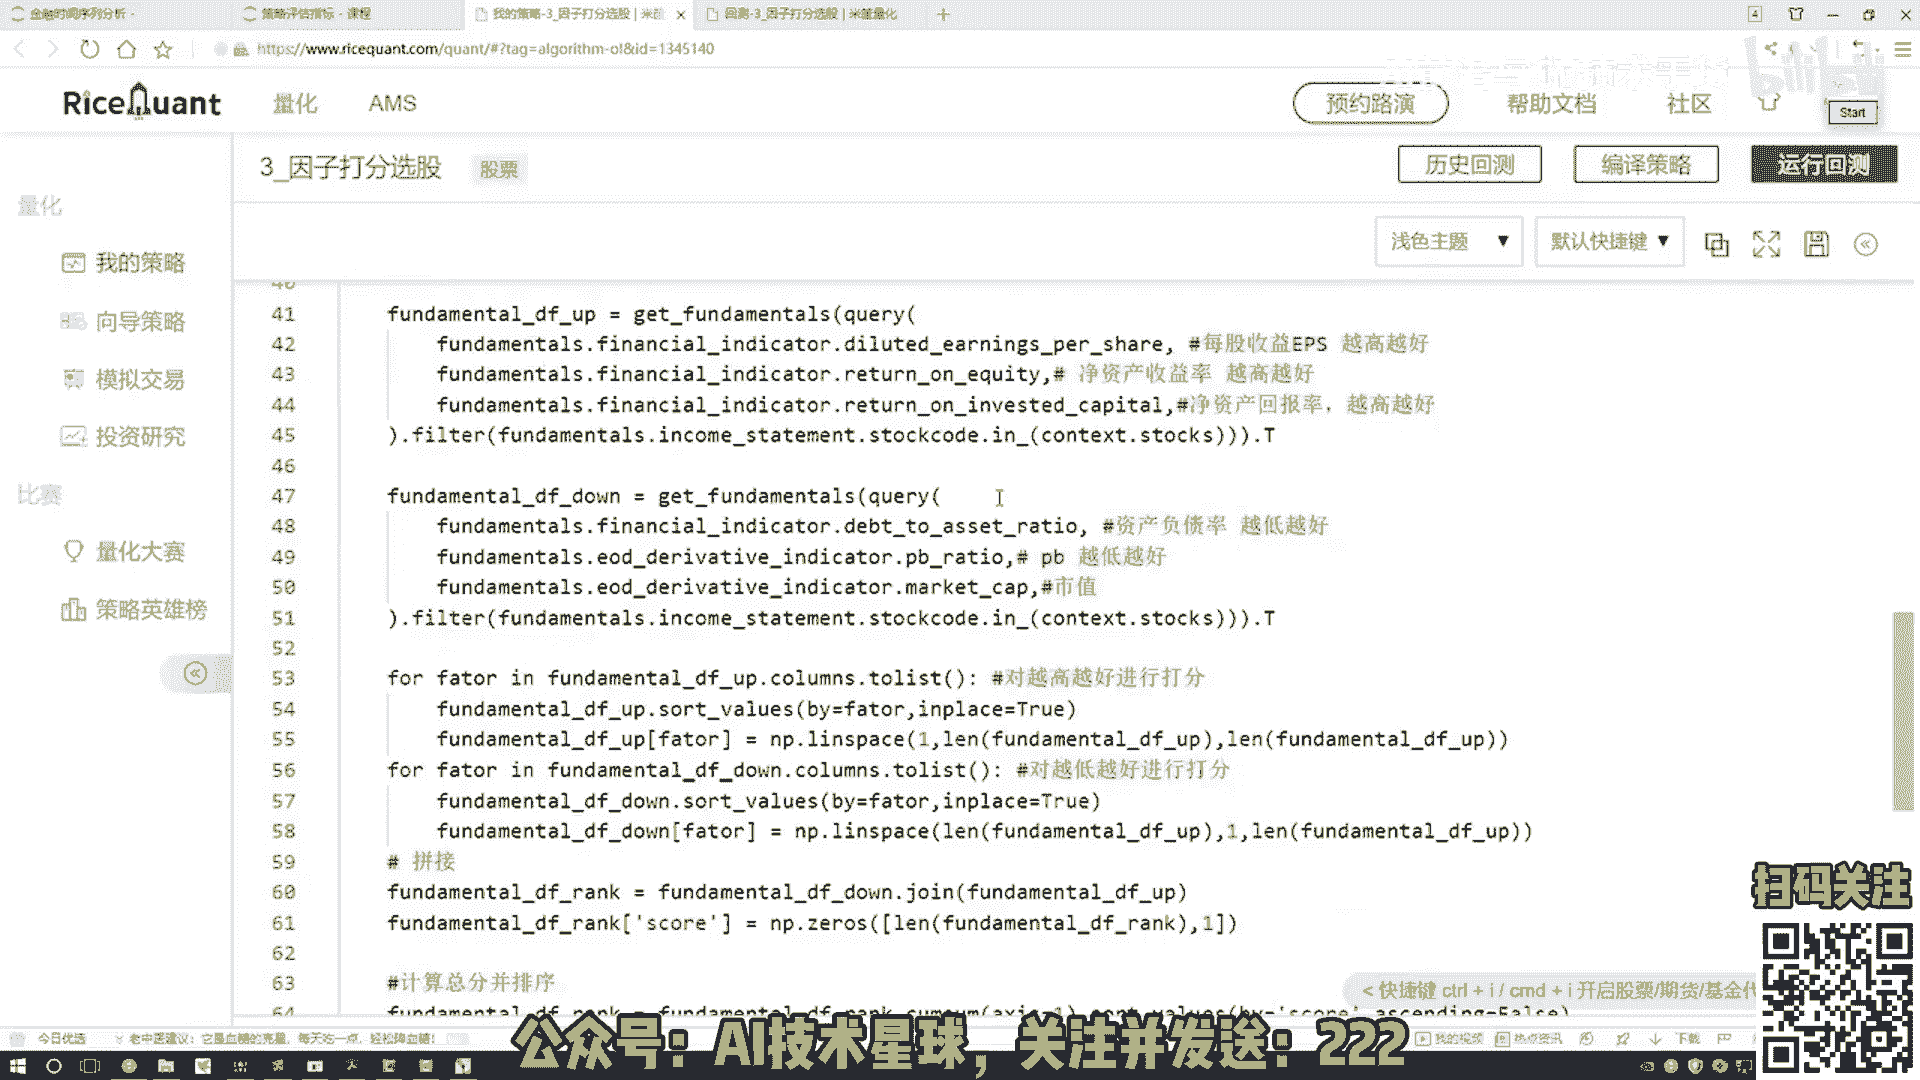 金融时间序列分析 -
策略评估指标 - 课程
我的策略-3_因子打分选股 | 米筐
回测-3_因子打分选股 | 米筐量化
4
https://www.ricequant.com/quant/#?tag=algorithm-ol&id=1345140
bilibili
RiceQuant
量化
AMS
预约路演
帮助文档
社区
Start
3_因子打分选股
股票
历史回测
编译策略
运行回测
浅色主题
默认快捷键
量化
我的策略
向导策略
模拟交易
投资研究
比赛
量化大赛
策略英雄榜
40
41 fundamental_df_up = get_fundamentals(query(
42 fundamentals.financial_indicator.diluted_earnings_per_share, #每股收益EPS 越高越好
43 fundamentals.financial_indicator.return_on_equity,# 净资产收益率 越高越好
44 fundamentals.financial_indicator.return_on_invested_capital,#净资产回报率，越高越好
45 ).filter(fundamentals.income_statement.stockcode.in_(context.stocks))).T
46
47 fundamental_df_down = get_fundamentals(query(
48 fundamentals.financial_indicator.debt_to_asset_ratio, #资产负债率 越低越好
49 fundamentals.eod_derivative_indicator.pb_ratio,# pb 越低越好
50 fundamentals.eod_derivative_indicator.market_cap,#市值
51 ).filter(fundamentals.income_statement.stockcode.in_(context.stocks))).T
52
53 for fator in fundamental_df_up.columns.tolist(): #对越高越好进行打分
54 fundamental_df_up.sort_values(by=fator,inplace=True)
55 fundamental_df_up[fator] = np.linspace(1,len(fundamental_df_up),len(fundamental_df_up))
56 for fator in fundamental_df_down.columns.tolist(): #对越低越好进行打分
57 fundamental_df_down.sort_values(by=fator,inplace=True)
58 fundamental_df_down[fator] = np.linspace(len(fundamental_df_up),1,len(fundamental_df_up))
59 # 拼接
60 fundamental_df_rank = fundamental_df_down.join(fundamental_df_up)
61 fundamental_df_rank['score'] = np.zeros([len(fundamental_df_rank),1])
62
63 #计算总分并排序
64
< 快捷键 ctrl + i / cmd + i 开启股票/期货/基金代
扫码关注
公众号：AI技术星球，关注并发送：222
今日优选
我的视频
热点资讯
下载